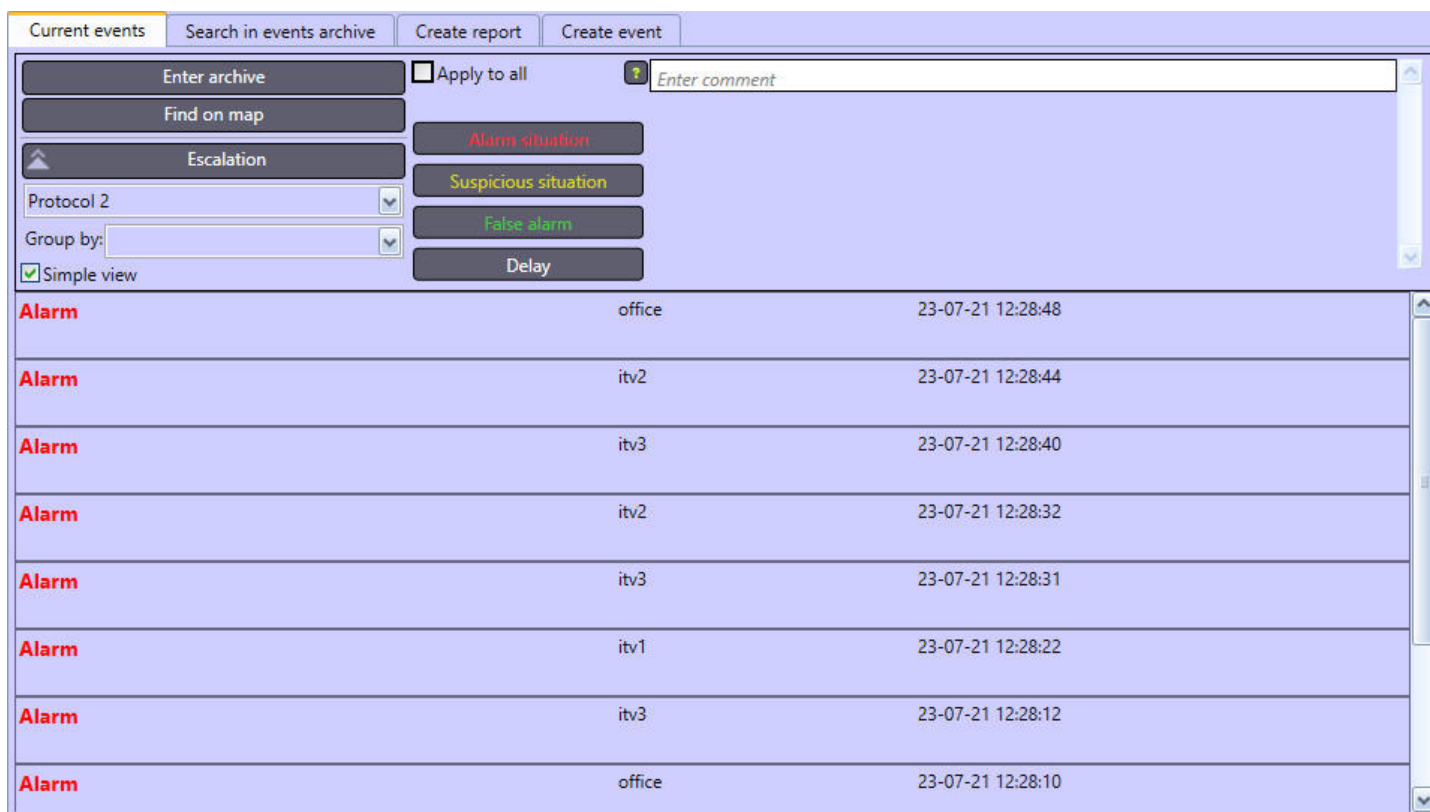 Current events Search in events archive Create report Create event
Enter archive Apply to all ? Enter comment
Find on map
Alarm situation
Escalation
Suspicious situation
Protocol 2
False alarm
Group by:
Delay
Simple view
Alarm office 23-07-21 12:28:48
Alarm itv2 23-07-21 12:28:44
Alarm itv3 23-07-21 12:28:40
Alarm itv2 23-07-21 12:28:32
Alarm itv3 23-07-21 12:28:31
Alarm itv1 23-07-21 12:28:22
Alarm itv3 23-07-21 12:28:12
Alarm office 23-07-21 12:28:10